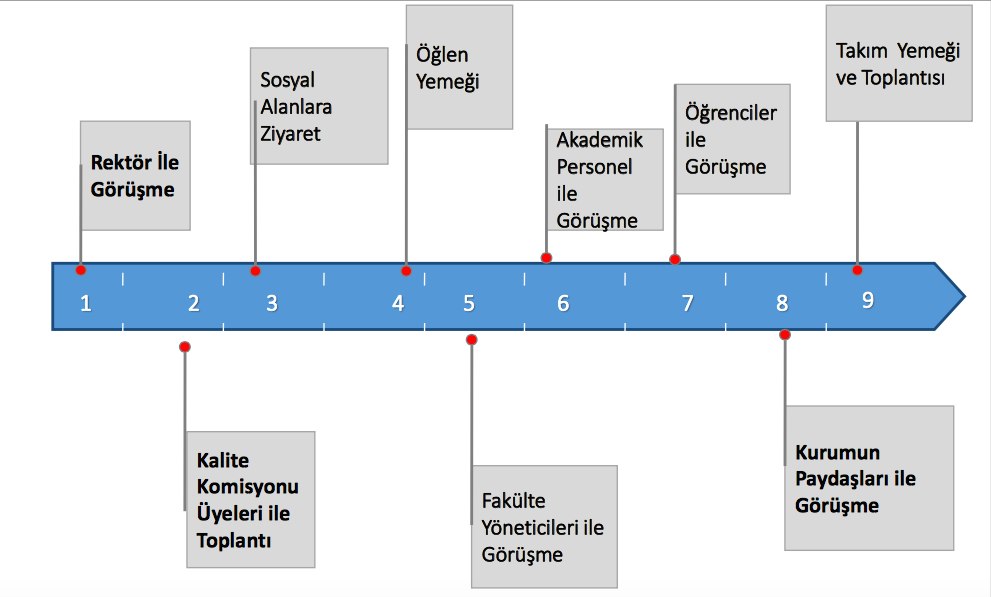 Rektör İle
Görüşme
Sosyal
Alanlara
Ziyaret
Öğlen
Yemeği
Akademik
Personel
ile
Görüşme
Öğrenciler
ile
Görüşme
Takım Yemeği
ve Toplantısı
1 2 3 4 5 6 7 8 9
Kalite
Komisyonu
Üyeleri ile
Toplantı
Fakülte
Yöneticileri ile
Görüşme
Kurumun
Paydaşları ile
Görüşme